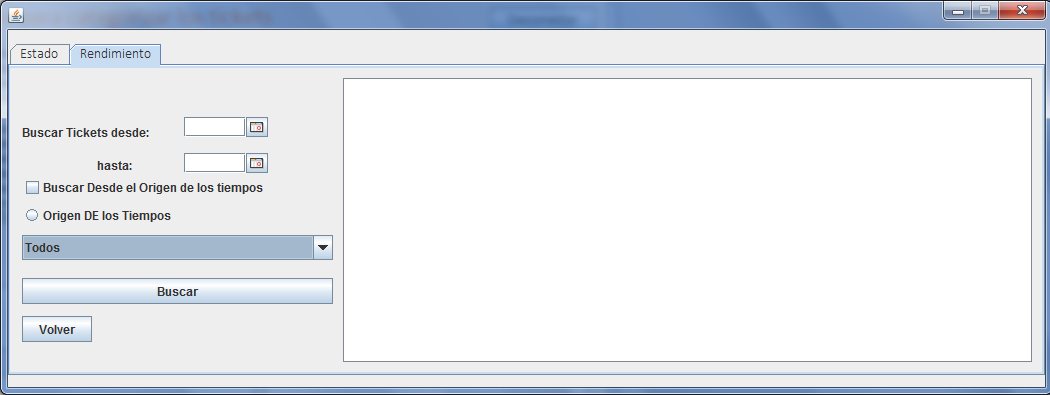 Estado
Rendimiento
Buscar Tickets desde:
hasta:
Buscar Desde el Origen de los tiempos
Origen DE los Tiempos
Todos
Buscar
Volver